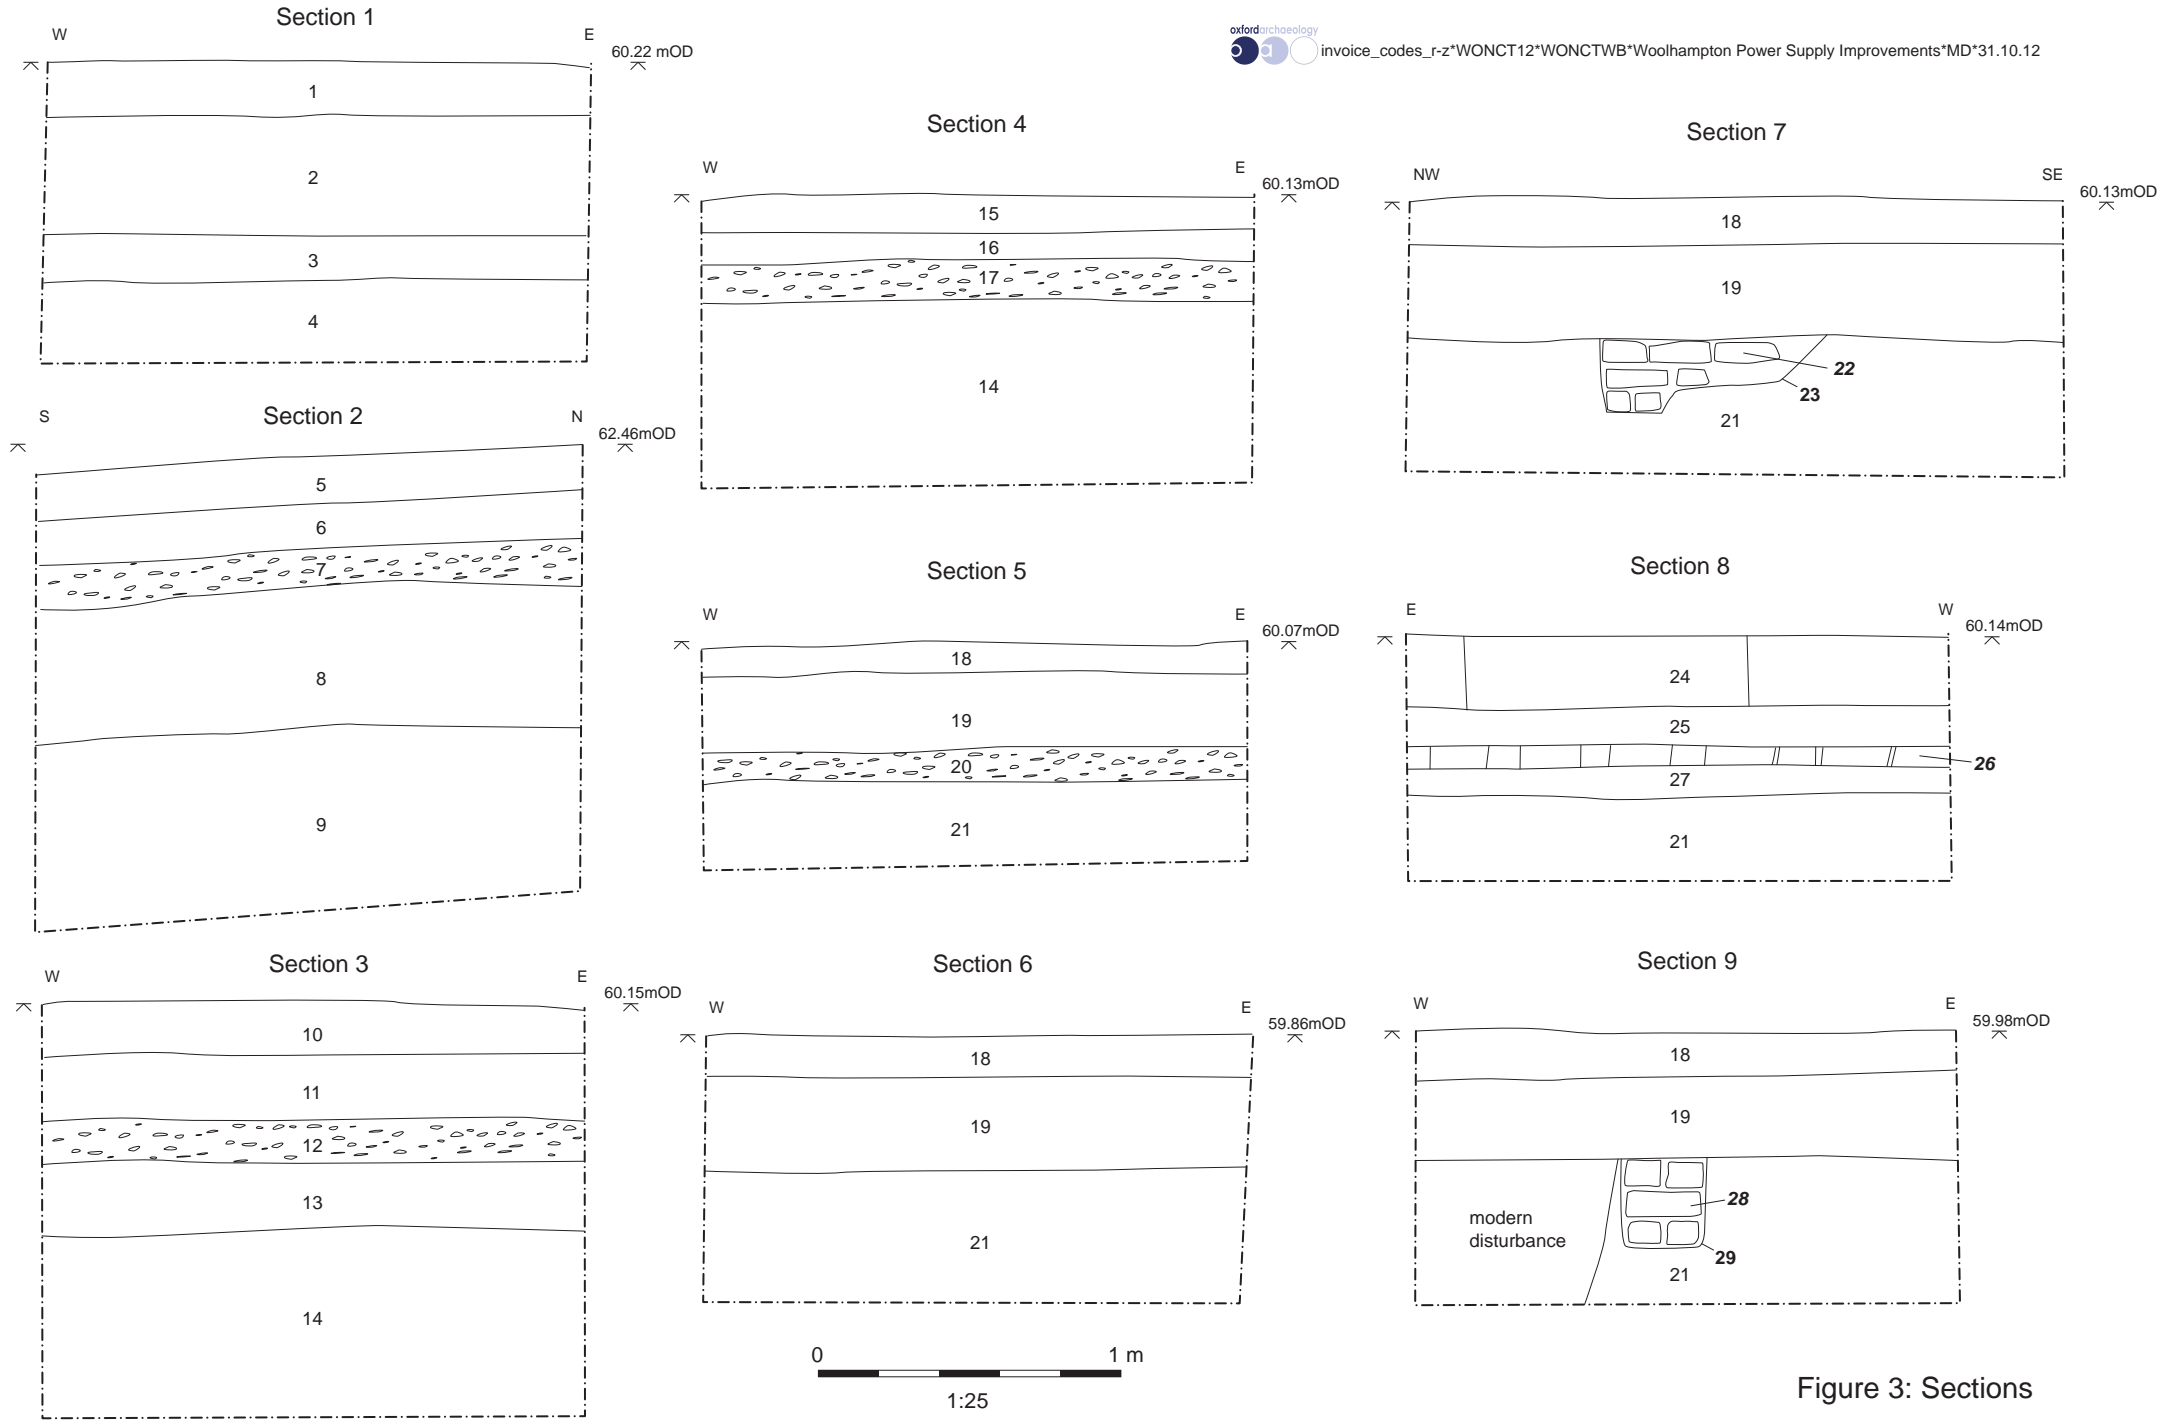 Section 1
W E
60.22 mOD
1
2
3
4
Section 2
S N
62.46mOD
5
6
7
8
9
Section 3
W E
60.15mOD
10
11
12
13
14
oxfordarchaeology
o a
invoice_codes_r-z*WONCT12*WONCTWB*Woolhampton Power Supply Improvements*MD*31.10.12
Section 4
W E
60.13mOD
15
16
17
14
Section 5
W E
60.07mOD
18
19
20
21
Section 6
W E
59.86mOD
18
19
21
0 1 m
1:25
Section 7
NW SE
60.13mOD
18
19
22
23
21
Section 8
E W
60.14mOD
24
25
26
27
21
Section 9
W E
59.98mOD
18
19
28
modern
disturbance
29
21
Figure 3: Sections